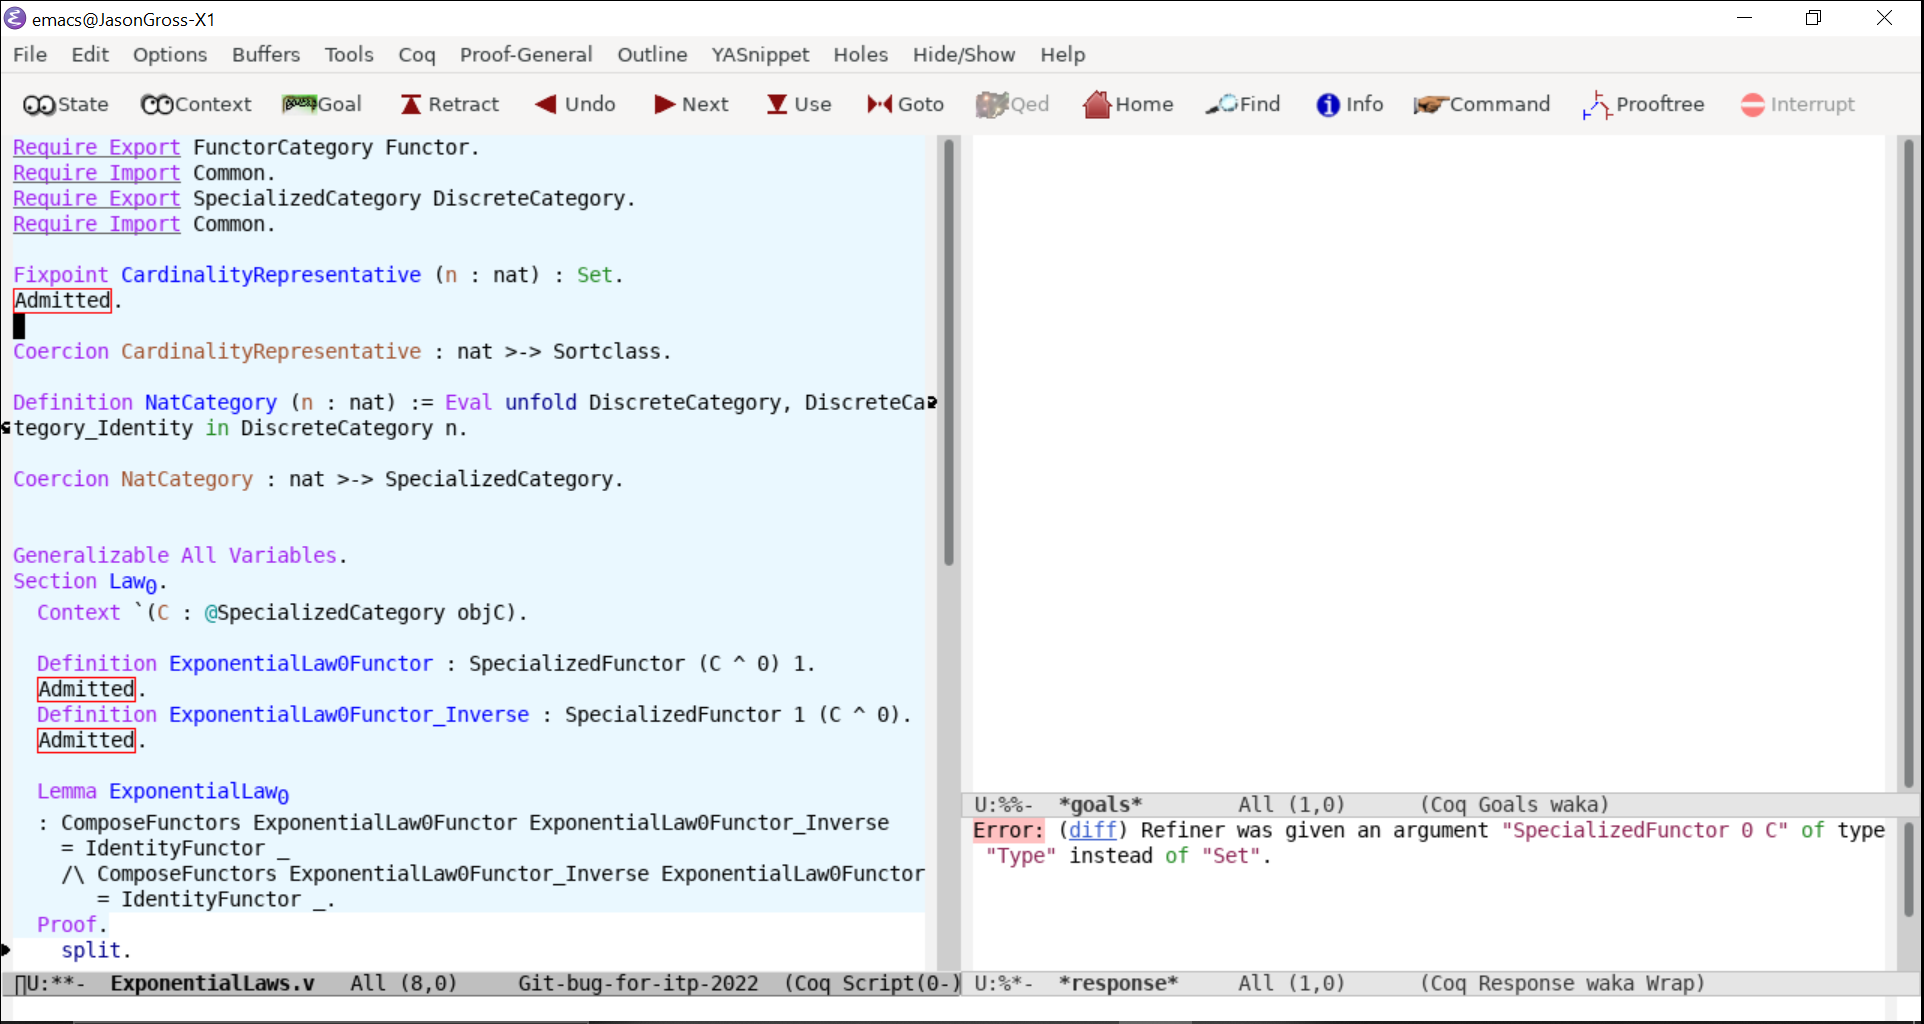 emacs@JasonGross-X1
File Edit Options Buffers Tools Coq Proof-General Outline YASnippet Holes Hide/Show Help
State Context Goal Retract Undo Next Use Goto Qed Home Find Info Command Prooftree Interrupt
Require Export FunctorCategory Functor.
Require Import Common.
Require Export SpecializedCategory DiscreteCategory.
Require Import Common.
Fixpoint CardinalityRepresentative (n : nat) : Set.
Admitted.
Coercion CardinalityRepresentative : nat >-> Sortclass.
Definition NatCategory (n : nat) := Eval unfold DiscreteCategory, DiscreteCa
tegory_Identity in DiscreteCategory n.
Coercion NatCategory : nat >-> SpecializedCategory.
Generalizable All Variables.
Section Law₀.
Context `(C : @SpecializedCategory objC).
Definition ExponentialLaw0Functor : SpecializedFunctor (C ^ 0) 1.
Admitted.
Definition ExponentialLaw0Functor_Inverse : SpecializedFunctor 1 (C ^ 0).
Admitted.
Lemma ExponentialLaw₀
: ComposeFunctors ExponentialLaw0Functor ExponentialLaw0Functor_Inverse
= IdentityFunctor _
/\ ComposeFunctors ExponentialLaw0Functor_Inverse ExponentialLaw0Functor
= IdentityFunctor _.
Proof.
split.
U:**- ExponentialLaws.v All (8,0) Git-bug-for-itp-2022 (Coq Script(0-)
U:%%- *goals* All (1,0) (Coq Goals waka)
Error: (diff) Refiner was given an argument "SpecializedFunctor 0 C" of type
"Type" instead of "Set".
U:%*- *response* All (1,0) (Coq Response waka Wrap)